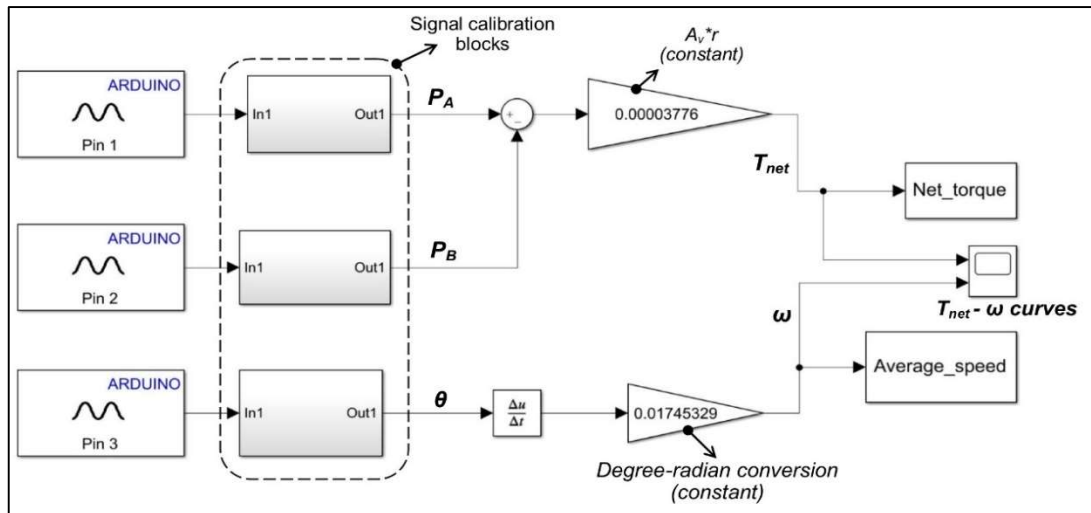 Signal calibration
blocks
A_v*r
(constant)
ARDUINO
Pin 1
In1
Out1
P_A
+
-
0.00003776
T_net
Net_torque
ARDUINO
Pin 2
In1
Out1
P_B
T_net - ω curves
ω
Average_speed
ARDUINO
Pin 3
In1
Out1
θ
Δu
Δt
0.01745329
Degree-radian conversion
(constant)